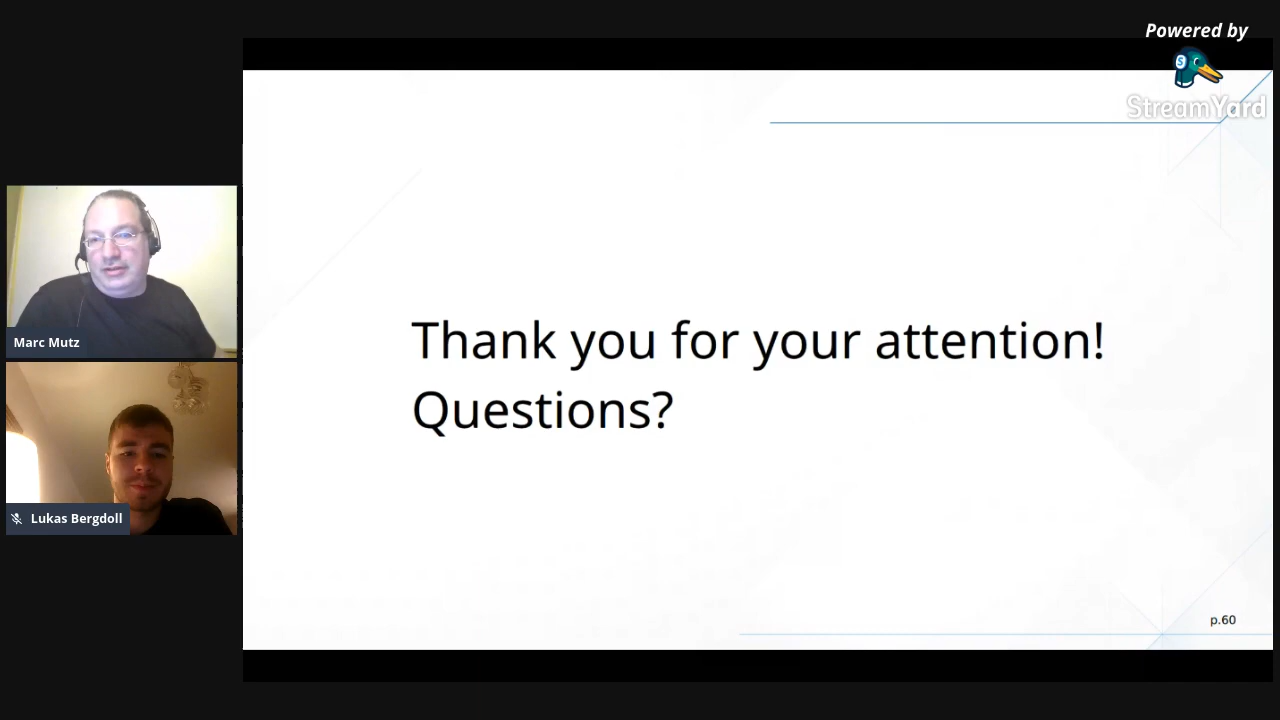 Powered by
StreamYard
Marc Mutz
Lukas Bergdoll
Thank you for your attention!
Questions?
p.60